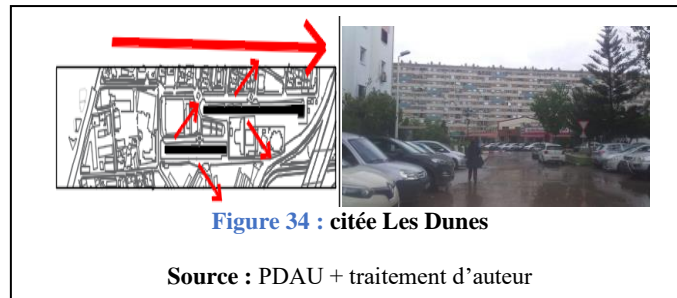 Figure 34 : citée Les Dunes
Source : PDAU + traitement d’auteur